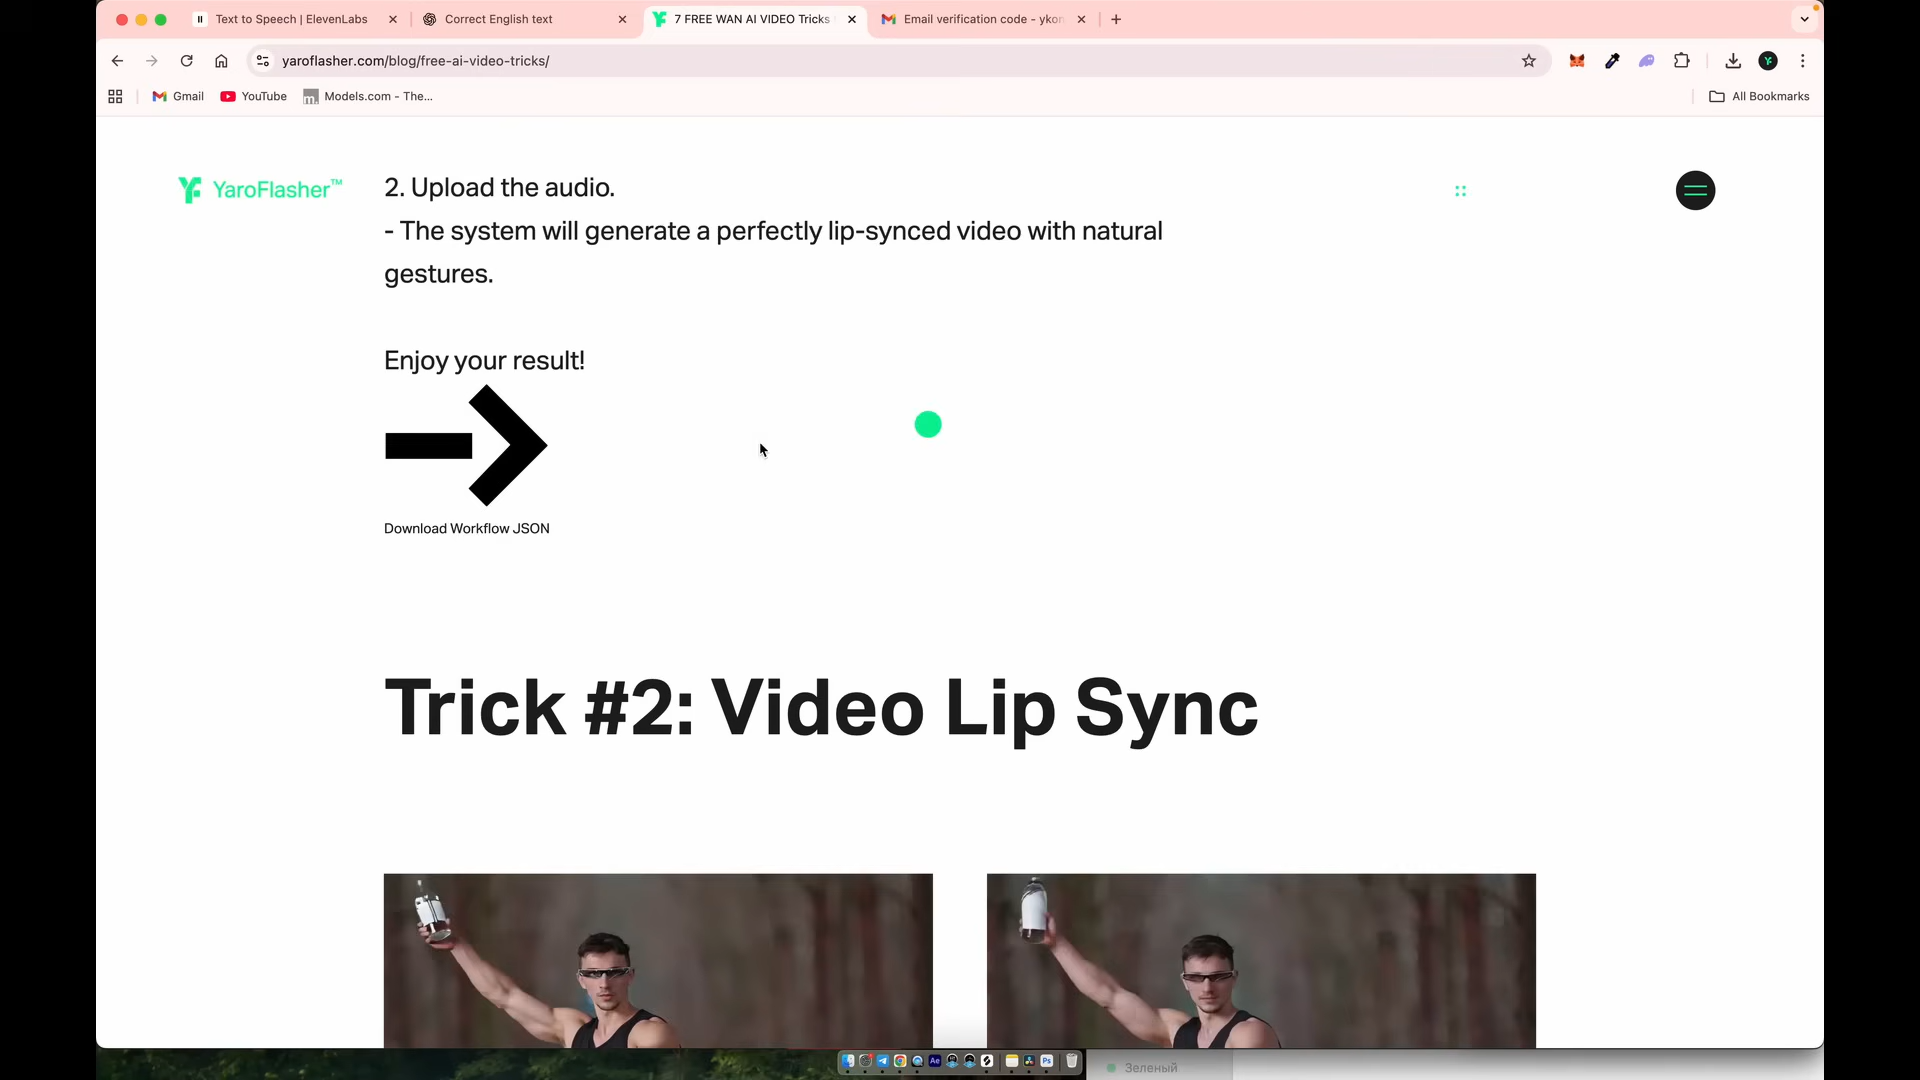 Text to Speech | ElevenLabs
Correct English text
7 FREE WAN AI VIDEO Tricks
Email verification code - ykon
yaroflasher.com/blog/free-ai-video-tricks/
Gmail
YouTube
Models.com - The...
All Bookmarks
YaroFlasher™
2. Upload the audio.
- The system will generate a perfectly lip-synced video with natural
gestures.
Enjoy your result!
Download Workflow JSON
Trick #2: Video Lip Sync
Ae
Ps
Зеленый